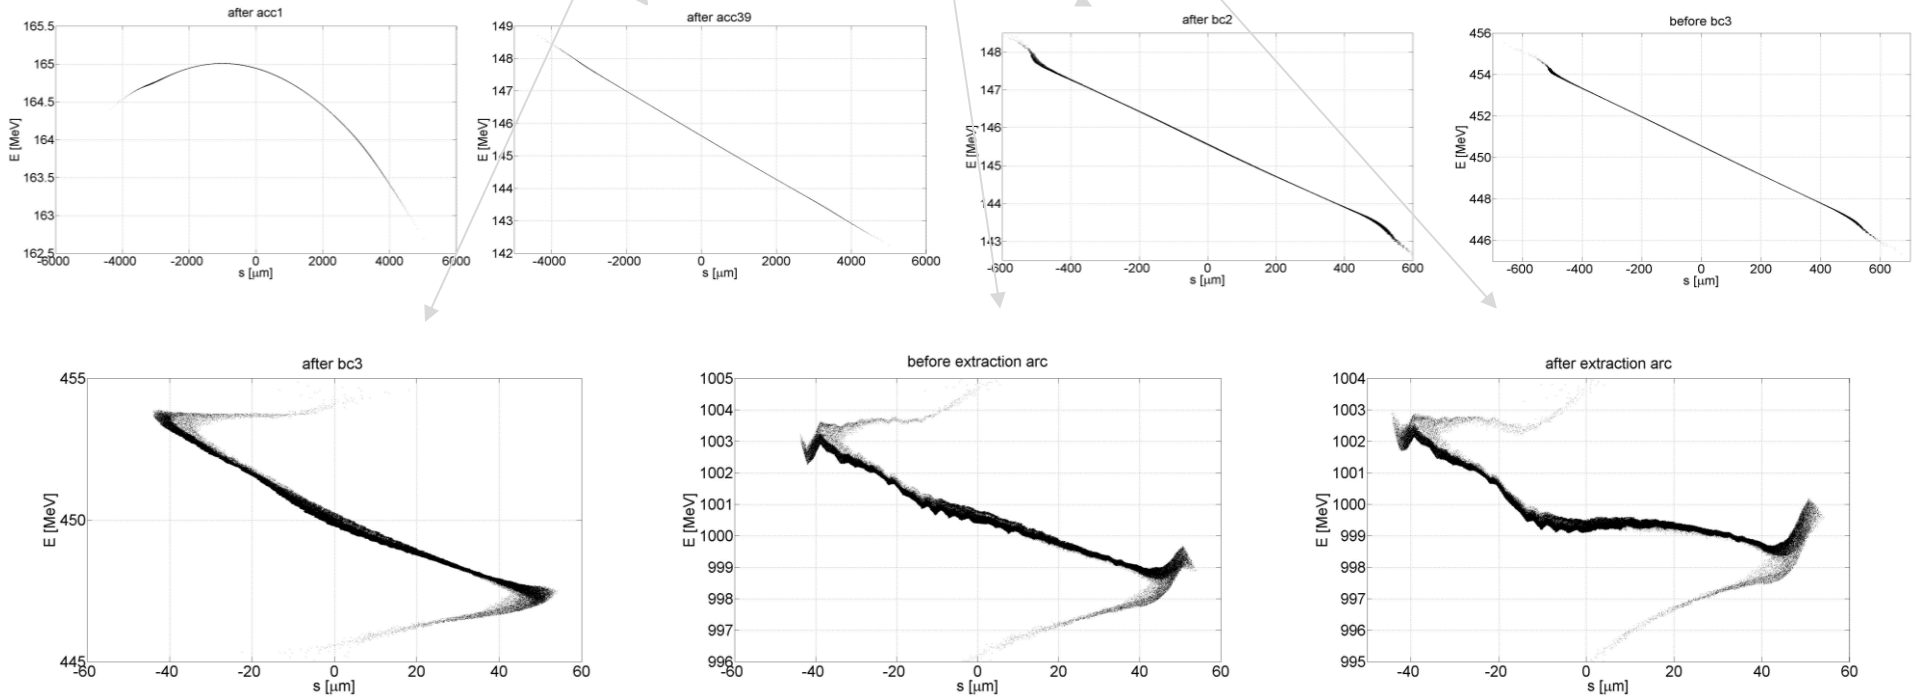 after acc1
165.5
165
164.5
164
163.5
163
162.5
E [MeV]
-6000 -4000 -2000 0 2000 4000 6000
s [μm]
after acc39
149
148
147
146
145
144
143
142
E [MeV]
-4000 -2000 0 2000 4000 6000
s [μm]
after bc2
148
147
146
145
144
143
E [MeV]
-600 -400 -200 0 200 400 600
s [μm]
before bc3
456
454
452
450
448
446
E [MeV]
-600 -400 -200 0 200 400 600
s [μm]
after bc3
455
450
445
E [MeV]
-60 -40 -20 0 20 40 60
s [μm]
before extraction arc
1005
1004
1003
1002
1001
1000
999
998
997
996
E [MeV]
-60 -40 -20 0 20 40 60
s [μm]
after extraction arc
1004
1003
1002
1001
1000
999
998
997
996
995
E [MeV]
-40 -20 0 20 40 60
s [μm]